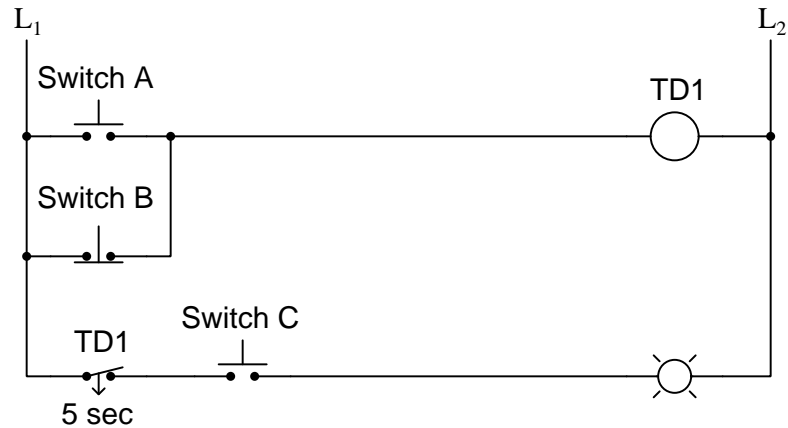 L₁ L₂
Switch A
TD1
Switch B
Switch C
TD1
5 sec